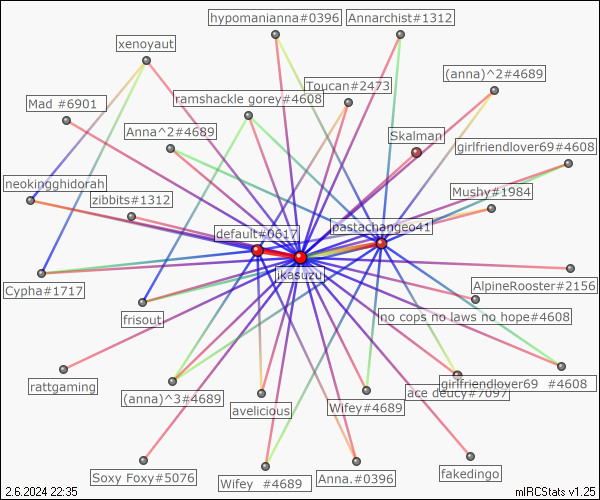 hypomanianna#0396
Annarchist#1312
xenoyaut
(anna)^2#4689
Toucan#2473
Mad #6901
ramshackle gorey#4608
Anna^2#4689
Skalman
girlfriendlover69#4608
neokingghidorah
Mushy#1984
zibbits#1312
default#0617
pastachangeo41
ikasuzu
Cypha#1717
AlpineRooster#2156
frisout
no cops no laws no hope#4608
rattgaming
girlfriendlover69 #4608
ace deucy#7097
(anna)^3#4689
avelicious
Wifey#4689
Soxy Foxy#5076
Wifey #4689
Anna.#0396
fakedingo
2.6.2024 22:35
mIRCStats v1.25